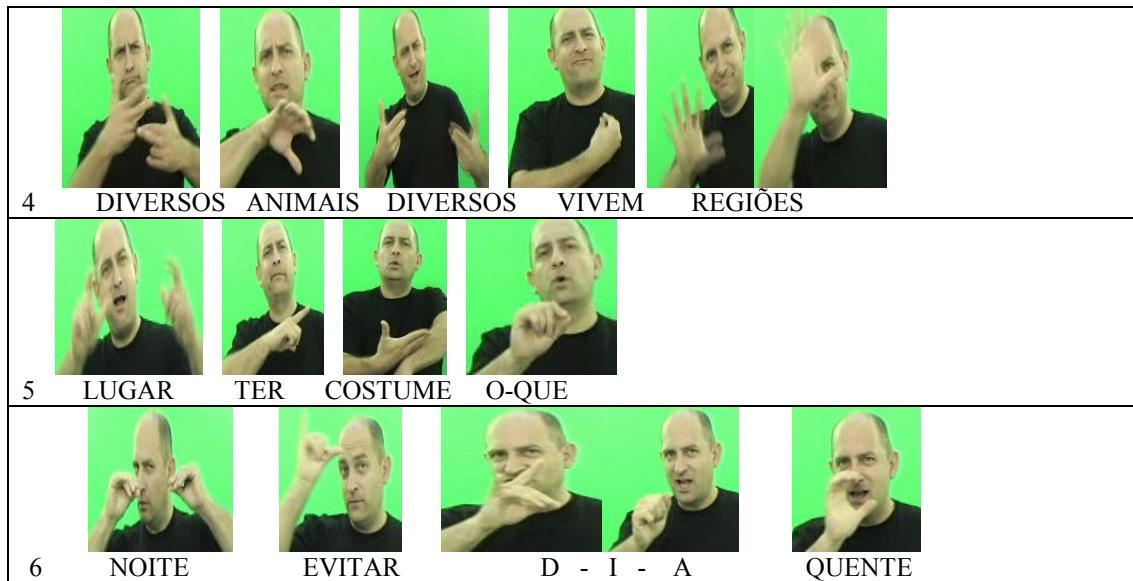 4 DIVERSOS ANIMAIS DIVERSOS VIVEM REGIÕES
5 LUGAR TER COSTUME O-QUE
6 NOITE EVITAR D - I - A QUENTE